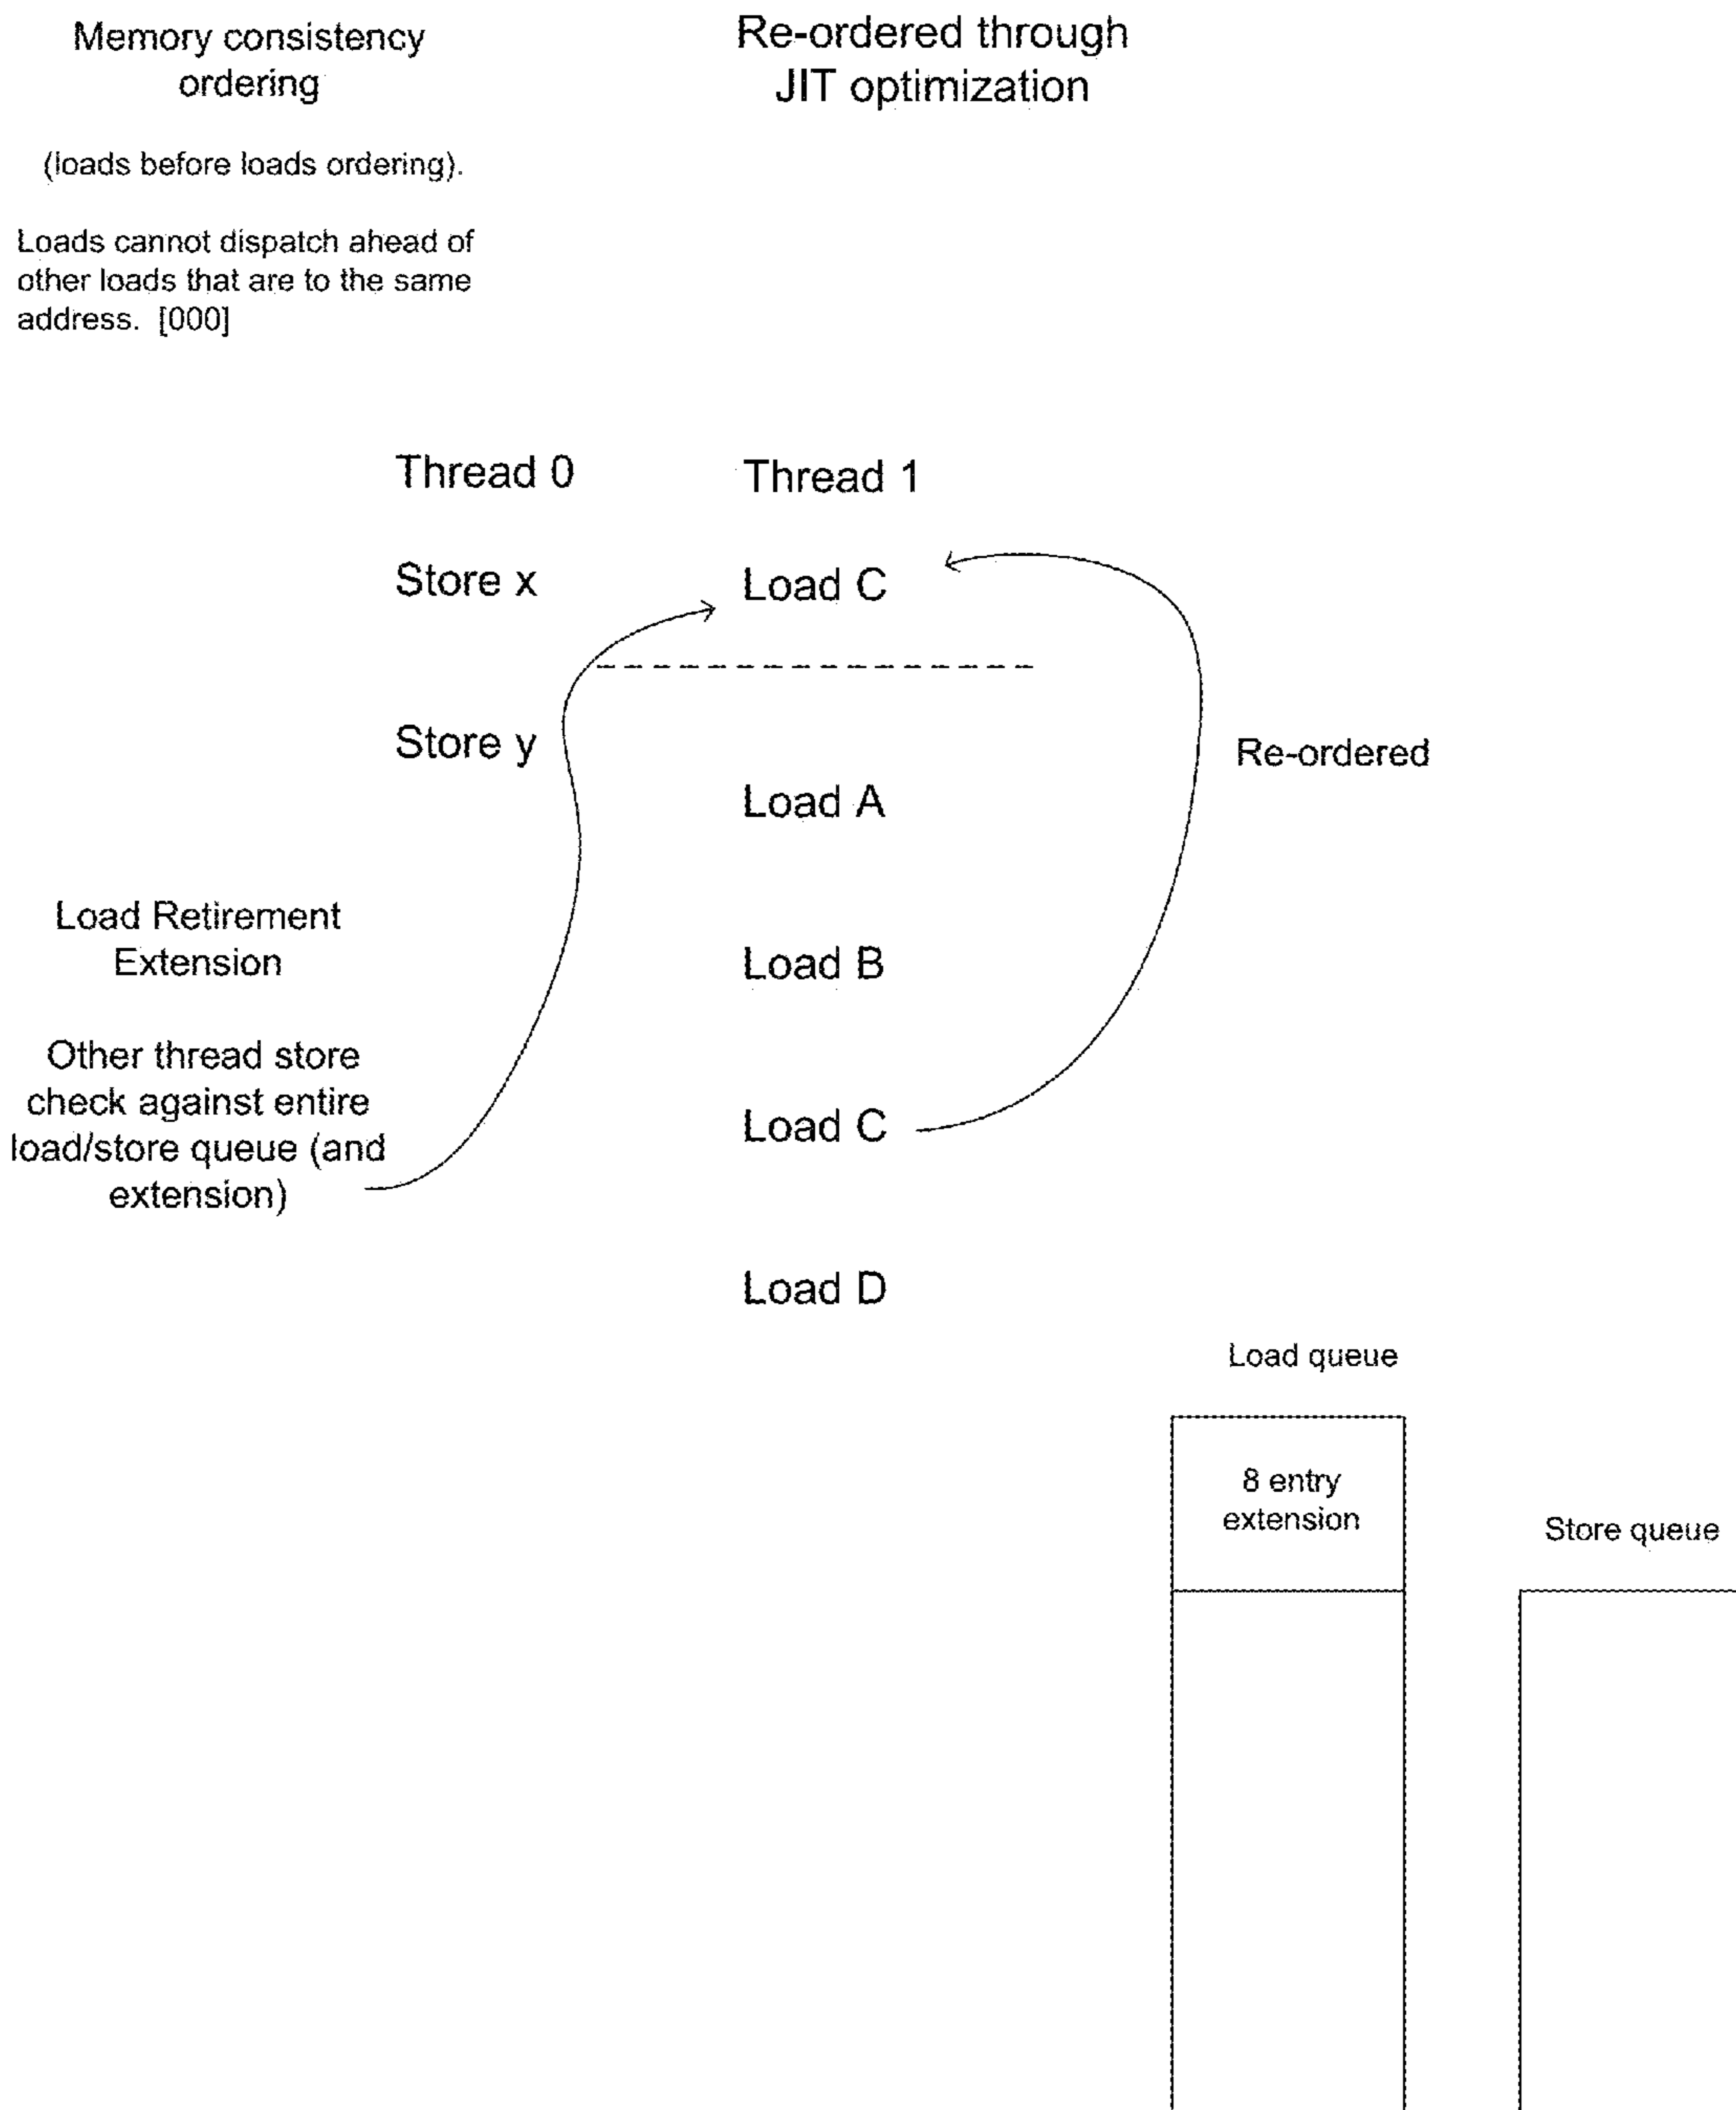 Memory consistency
ordering
(loads before loads ordering).
Loads cannot dispatch ahead of
other loads that are to the same
address. [000]
Re-ordered through
JIT optimization
Thread 0
Thread 1
Store x
Load C
Store y
Re-ordered
Load A
Load Retirement
Extension
Load B
Other thread store
check against entire
load/store queue (and
extension)
Load C
Load D
Load queue
8 entry
extension
Store queue